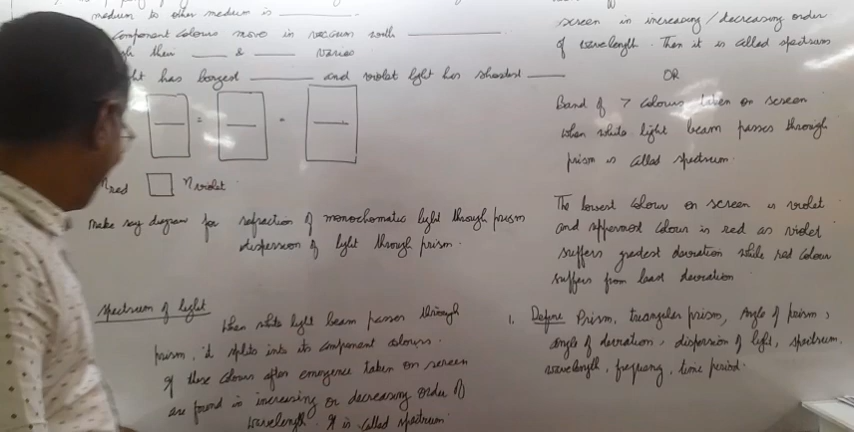 medium to other medium is
component colours move in vaccum with
their & varies
has longest and violet light has shortest
= -
red □ η violet
Make ray diagram for refraction of monochomatic light through prism
dispersion of light through prism.
Spectrum of light
When white light beam passes through
prism, it splits into its component colours.
If these colours after emergence taken on screen
are found in increasing or decreasing order of
wavelength. It is called spectrum.
screen in increasing / decreasing order
of wavelength. Then it is called spectrum
OR
Band of 7 colours taken on screen
when white light beam passes through
prism is called spectrum.
The lowest colour on screen is violet
and uppermost colour is red as violet
suffers greatest deviation while red colour
suffers from least deviation
1. Define Prism, triangular prism, Angle of prism,
angle of deviation, dispersion of light, spectrum,
wavelength, frequency, time period.